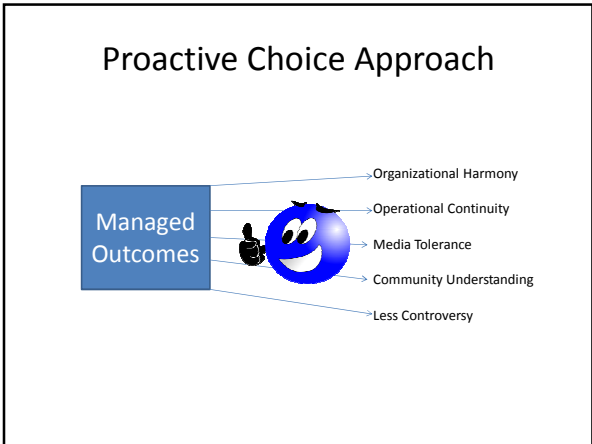 Proactive Choice Approach
Managed
Outcomes
Organizational Harmony
Operational Continuity
Media Tolerance
Community Understanding
Less Controversy